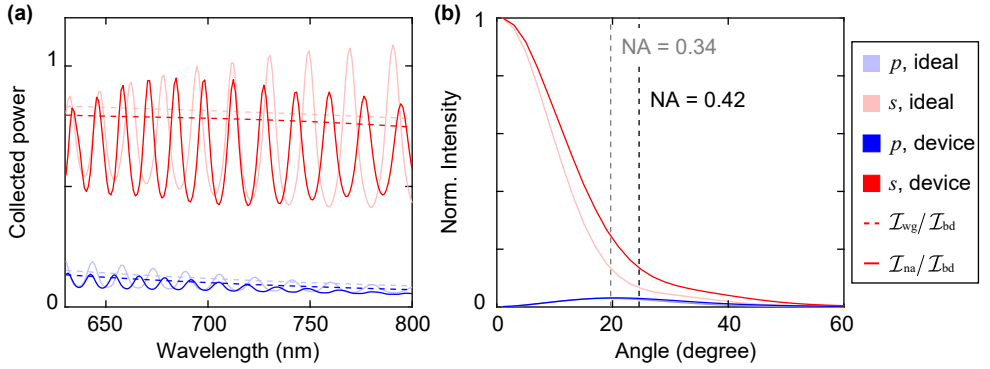 (a)
1
0
Collected power
650
700
750
800
Wavelength (nm)
(b)
NA = 0.34
NA = 0.42
1
0
Norm. Intensity
0
20
40
60
Angle (degree)
p, ideal
s, ideal
p, device
s, device
ℐwg/ℐbd
ℐna/ℐbd